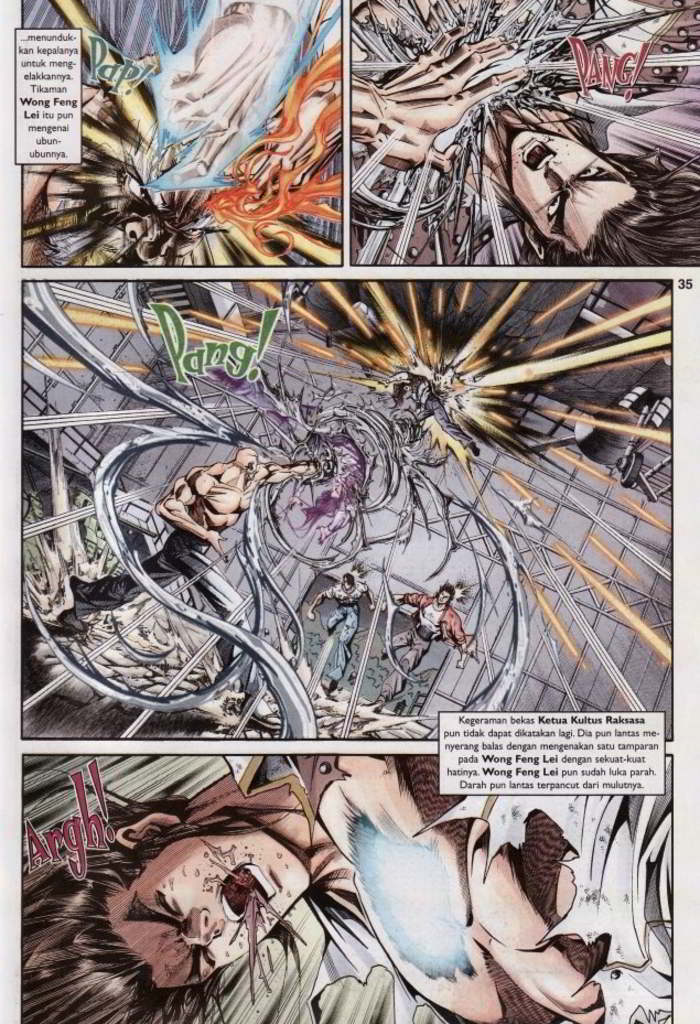 ...menunduk-
kan kepalanya
untuk meng-
elakkannya.
Tikaman
Wong Feng
Lei itu pun
mengenai
ubun-
ubunnya.
Pap!
PANG!
35
Pang!
Kegeraman bekas Ketua Kultus Raksasa
pun tidak dapat dikatakan lagi. Dia pun lantas me-
nyerang balas dengan mengenakan satu tamparan
pada Wong Feng Lei dengan sekuat-kuat
hatinya. Wong Feng Lei pun sudah luka parah.
Darah pun lantas terpancut dari mulutnya.
Argh!